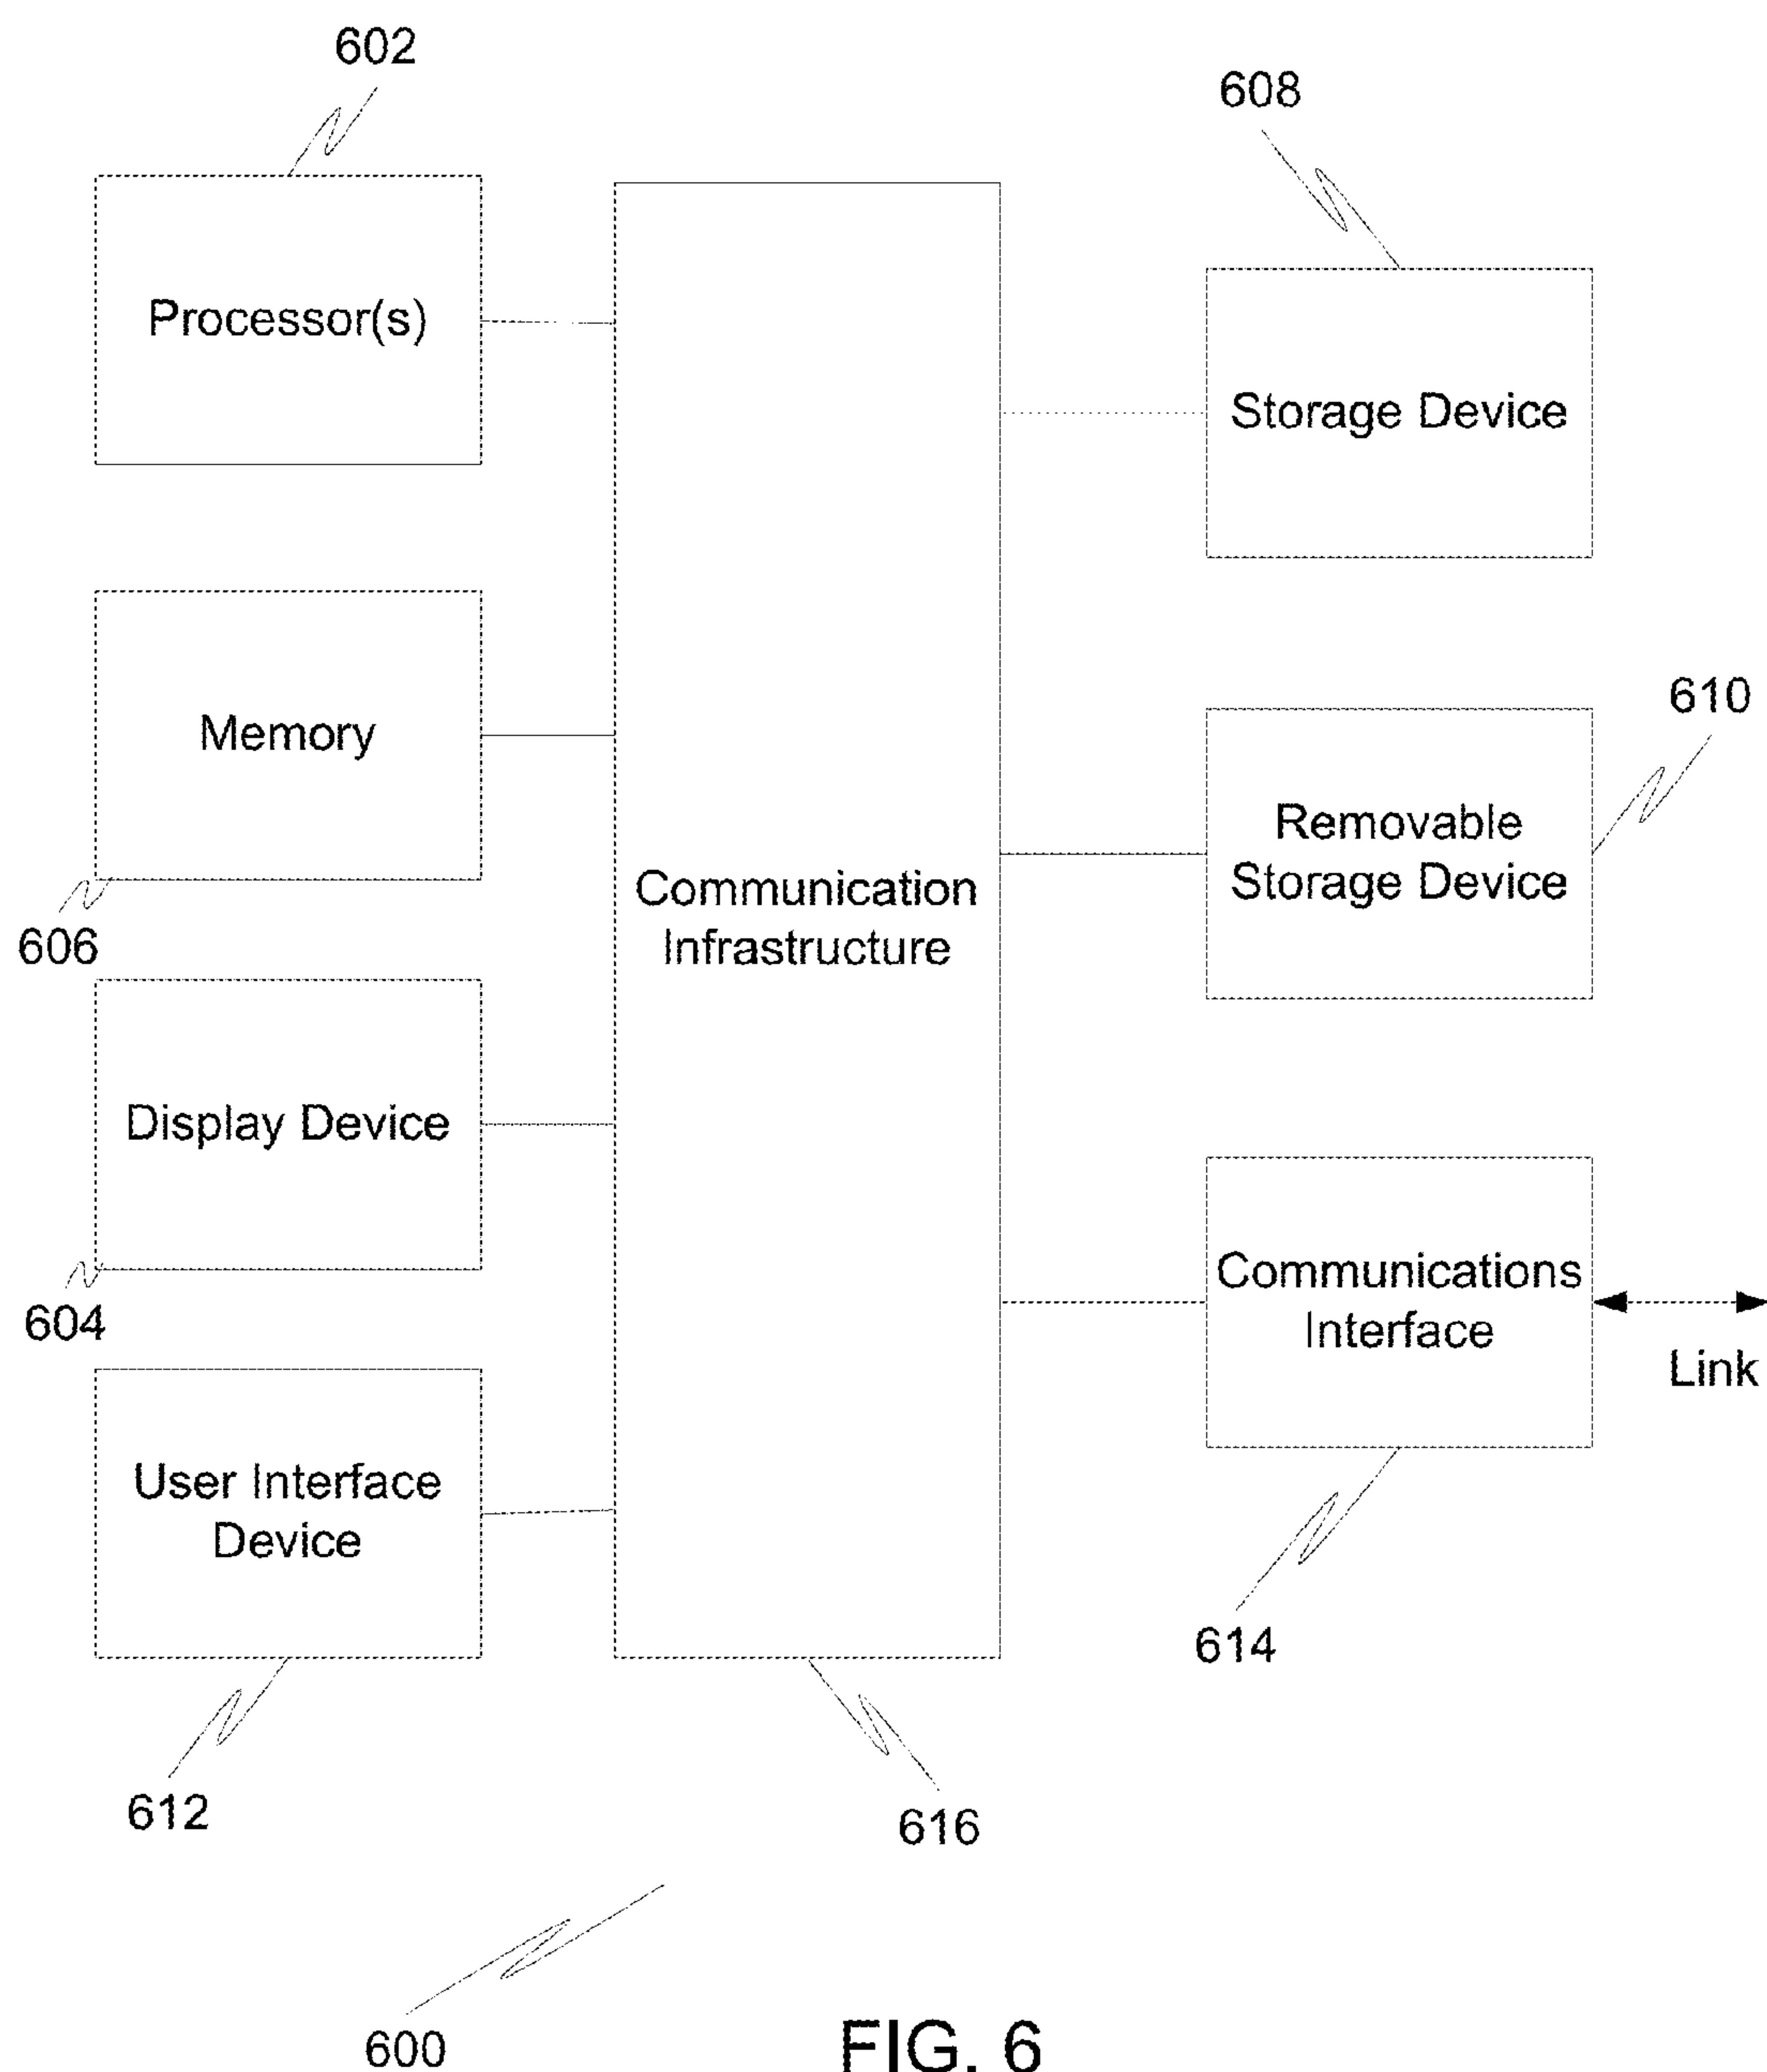 602
608
Processor(s)
Storage Device
610
Memory
Removable
Storage Device
606
Communication
Infrastructure
Display Device
604
Communications
Interface
Link
User Interface
Device
614
612
616
600
FIG. 6